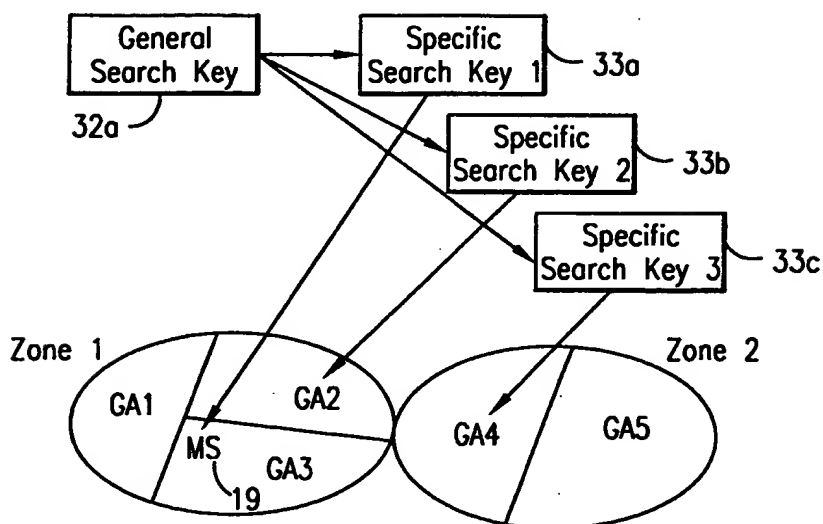 General
Search Key
32a
Specific
Search Key 1
33a
Specific
Search Key 2
33b
Specific
Search Key 3
33c
Zone 1
Zone 2
GA1
GA2
MS
19
GA3
GA4
GA5